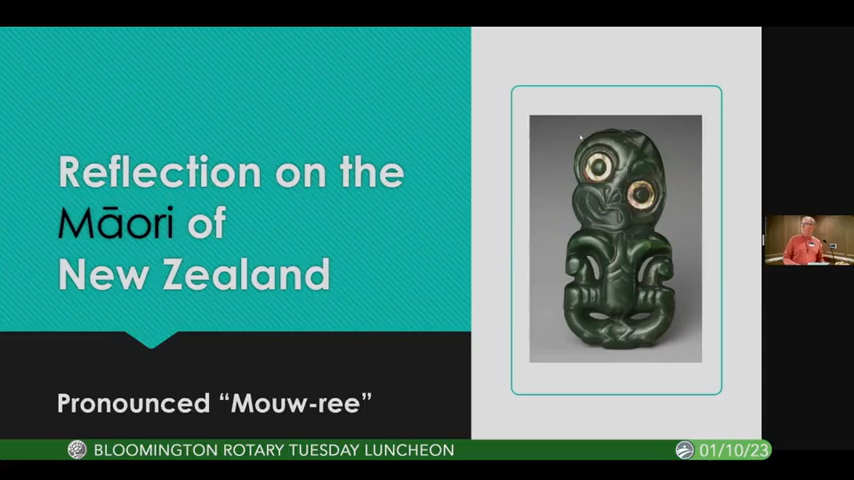 Reflection on the
Māori of
New Zealand
Pronounced “Mouw-ree”
BLOOMINGTON ROTARY TUESDAY LUNCHEON
01/10/23